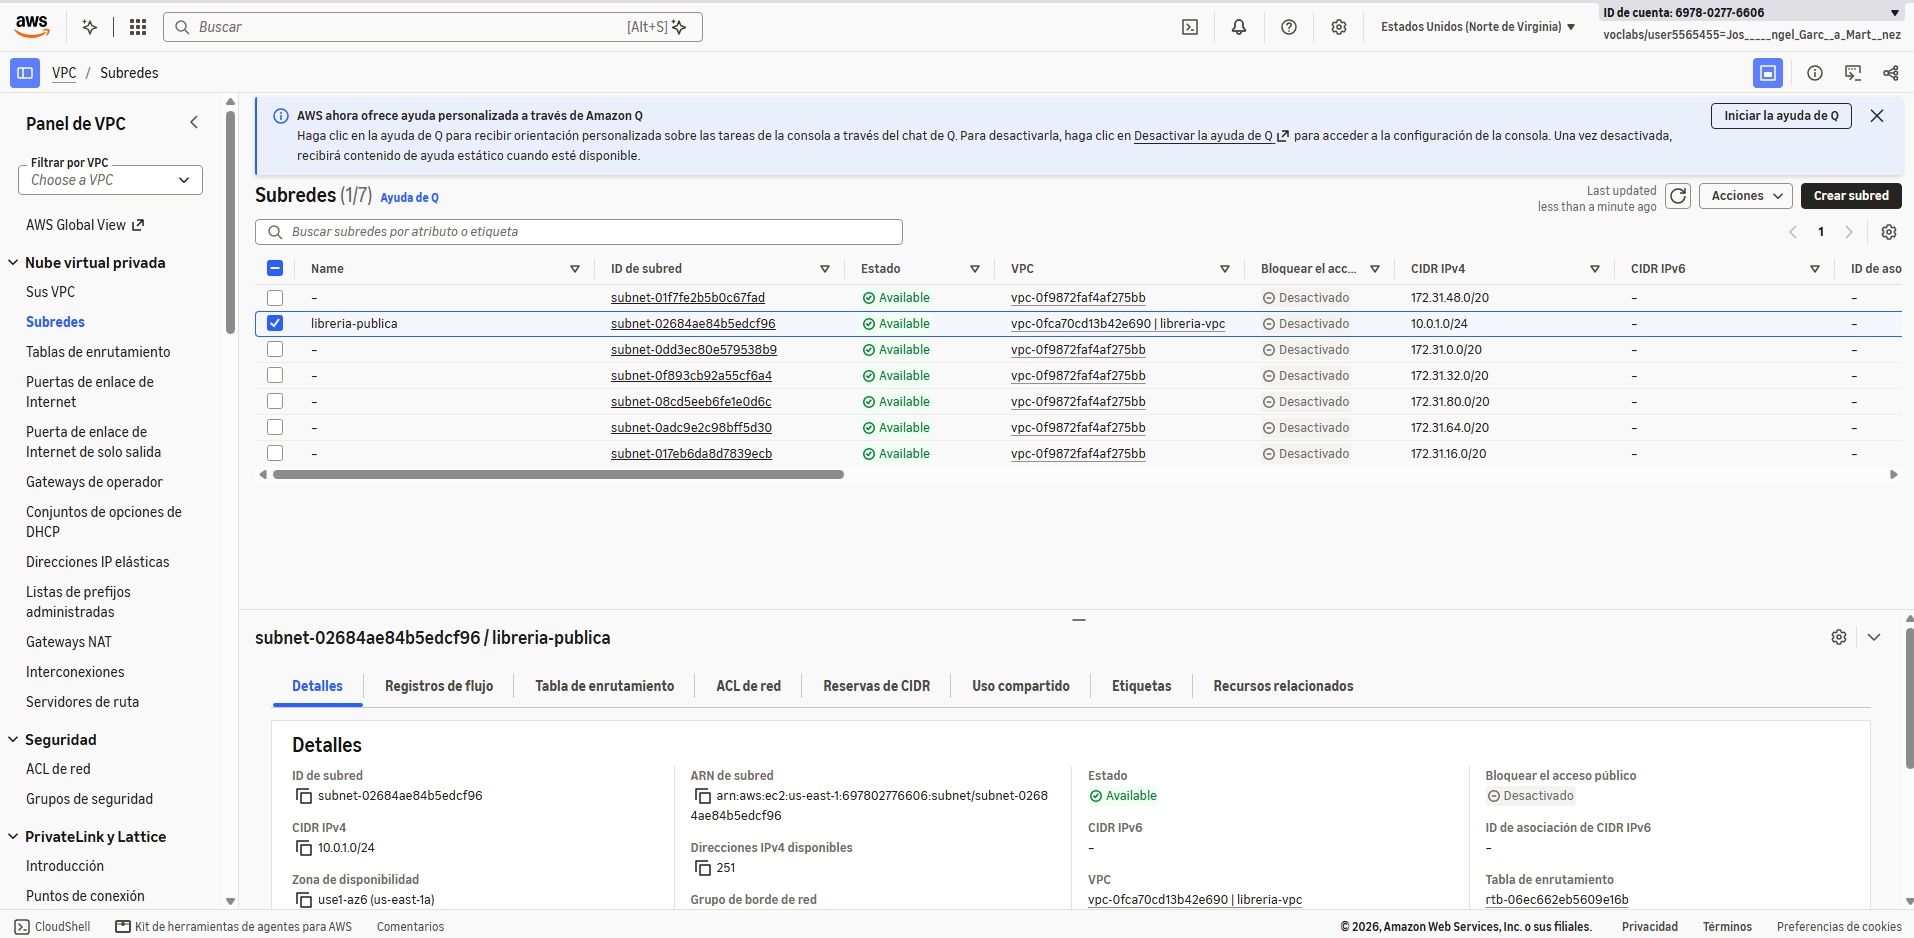 aws
Buscar
[Alt+S]
Estados Unidos (Norte de Virginia)
ID de cuenta: 6978-0277-6606
voclabs/user5565455=Jos_____ngel_Garc__a_Mart__nez
VPC / Subredes
Panel de VPC
Filtrar por VPC
Choose a VPC
AWS Global View
Nube virtual privada
Sus VPC
Subredes
Tablas de enrutamiento
Puertas de enlace de
Internet
Puerta de enlace de
Internet de solo salida
Gateways de operador
Conjuntos de opciones de
DHCP
Direcciones IP elásticas
Listas de prefijos
administradas
Gateways NAT
Interconexiones
Servidores de ruta
Seguridad
ACL de red
Grupos de seguridad
PrivateLink y Lattice
Introducción
Puntos de conexión
AWS ahora ofrece ayuda personalizada a través de Amazon Q
Haga clic en la ayuda de Q para recibir orientación personalizada sobre las tareas de la consola a través del chat de Q. Para desactivarla, haga clic en Desactivar la ayuda de Q para acceder a la configuración de la consola. Una vez desactivada,
recibirá contenido de ayuda estático cuando esté disponible.
Iniciar la ayuda de Q
Subredes (1/7) Ayuda de Q
Last updated
less than a minute ago
Acciones
Crear subred
Buscar subredes por atributo o etiqueta
1
Name ID de subred Estado VPC Bloquear el acc... CIDR IPv4 CIDR IPv6 ID de aso
– subnet-01f7fe2b5b0c67fad Available vpc-0f9872faf4af275bb Desactivado 172.31.48.0/20 – –
libreria-publica subnet-02684ae84b5edcf96 Available vpc-0fca70cd13b42e690 | libreria-vpc Desactivado 10.0.1.0/24 – –
– subnet-0dd3ec80e579538b9 Available vpc-0f9872faf4af275bb Desactivado 172.31.0.0/20 – –
– subnet-0f893cb92a55cf6a4 Available vpc-0f9872faf4af275bb Desactivado 172.31.32.0/20 – –
– subnet-08cd5eeb6fe1e0d6c Available vpc-0f9872faf4af275bb Desactivado 172.31.80.0/20 – –
– subnet-0adc9e2c98bff5d30 Available vpc-0f9872faf4af275bb Desactivado 172.31.64.0/20 – –
– subnet-017eb6da8d7839ecb Available vpc-0f9872faf4af275bb Desactivado 172.31.16.0/20 – –
subnet-02684ae84b5edcf96 / libreria-publica
Detalles Registros de flujo Tabla de enrutamiento ACL de red Reservas de CIDR Uso compartido Etiquetas Recursos relacionados
Detalles
ID de subred
subnet-02684ae84b5edcf96
CIDR IPv4
10.0.1.0/24
Zona de disponibilidad
use1-az6 (us-east-1a)
ARN de subred
arn:aws:ec2:us-east-1:697802776606:subnet/subnet-0268
4ae84b5edcf96
Direcciones IPv4 disponibles
251
Grupo de borde de red
Estado
Available
CIDR IPv6
–
VPC
vpc-0fca70cd13b42e690 | libreria-vpc
Bloquear el acceso público
Desactivado
ID de asociación de CIDR IPv6
–
Tabla de enrutamiento
rtb-06ec662eb5609e16b
CloudShell Kit de herramientas de agentes para AWS Comentarios
© 2026, Amazon Web Services, Inc. o sus filiales. Privacidad Términos Preferencias de cookies